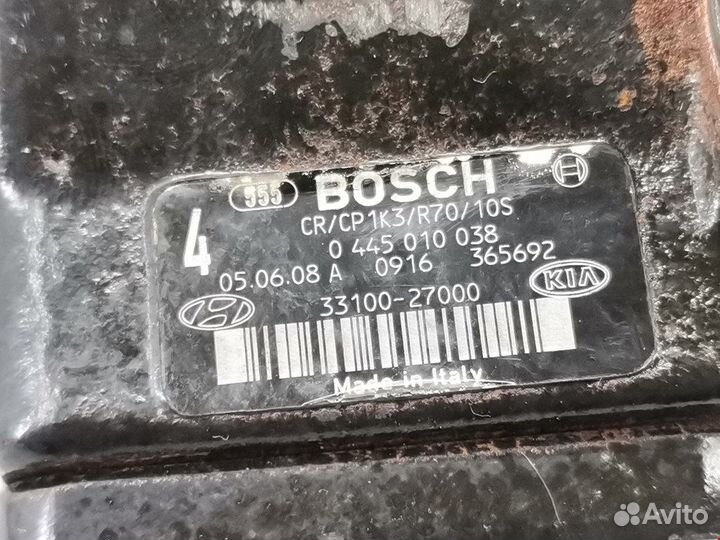 955 BOSCH
4 CR/CP1K3/R70/10S
0 445 010 038
05.06.08 A 0916 365692
33100-27000 KIA
Made in Italy
Avito